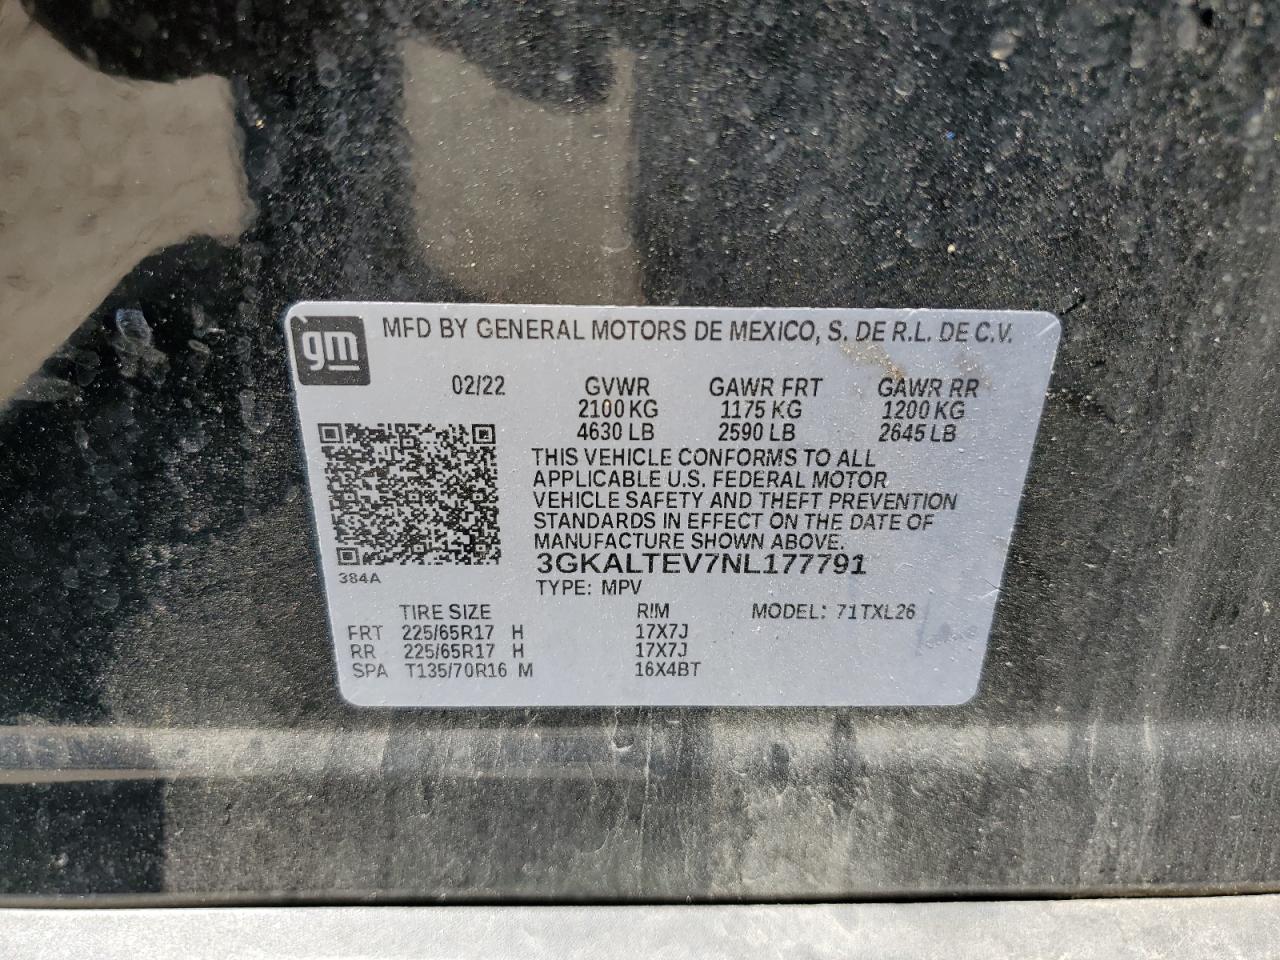 gm
MFD BY GENERAL MOTORS DE MEXICO, S. DE R.L. DE C.V.
02/22 GVWR GAWR FRT GAWR RR
2100 KG 1175 KG 1200 KG
4630 LB 2590 LB 2645 LB
THIS VEHICLE CONFORMS TO ALL
APPLICABLE U.S. FEDERAL MOTOR
VEHICLE SAFETY AND THEFT PREVENTION
STANDARDS IN EFFECT ON THE DATE OF
MANUFACTURE SHOWN ABOVE.
3GKALTEV7NL177791
384A
TYPE: MPV
TIRE SIZE RIM MODEL: 71TXL26
FRT 225/65R17 H 17X7J
RR 225/65R17 H 17X7J
SPA T135/70R16 M 16X4BT